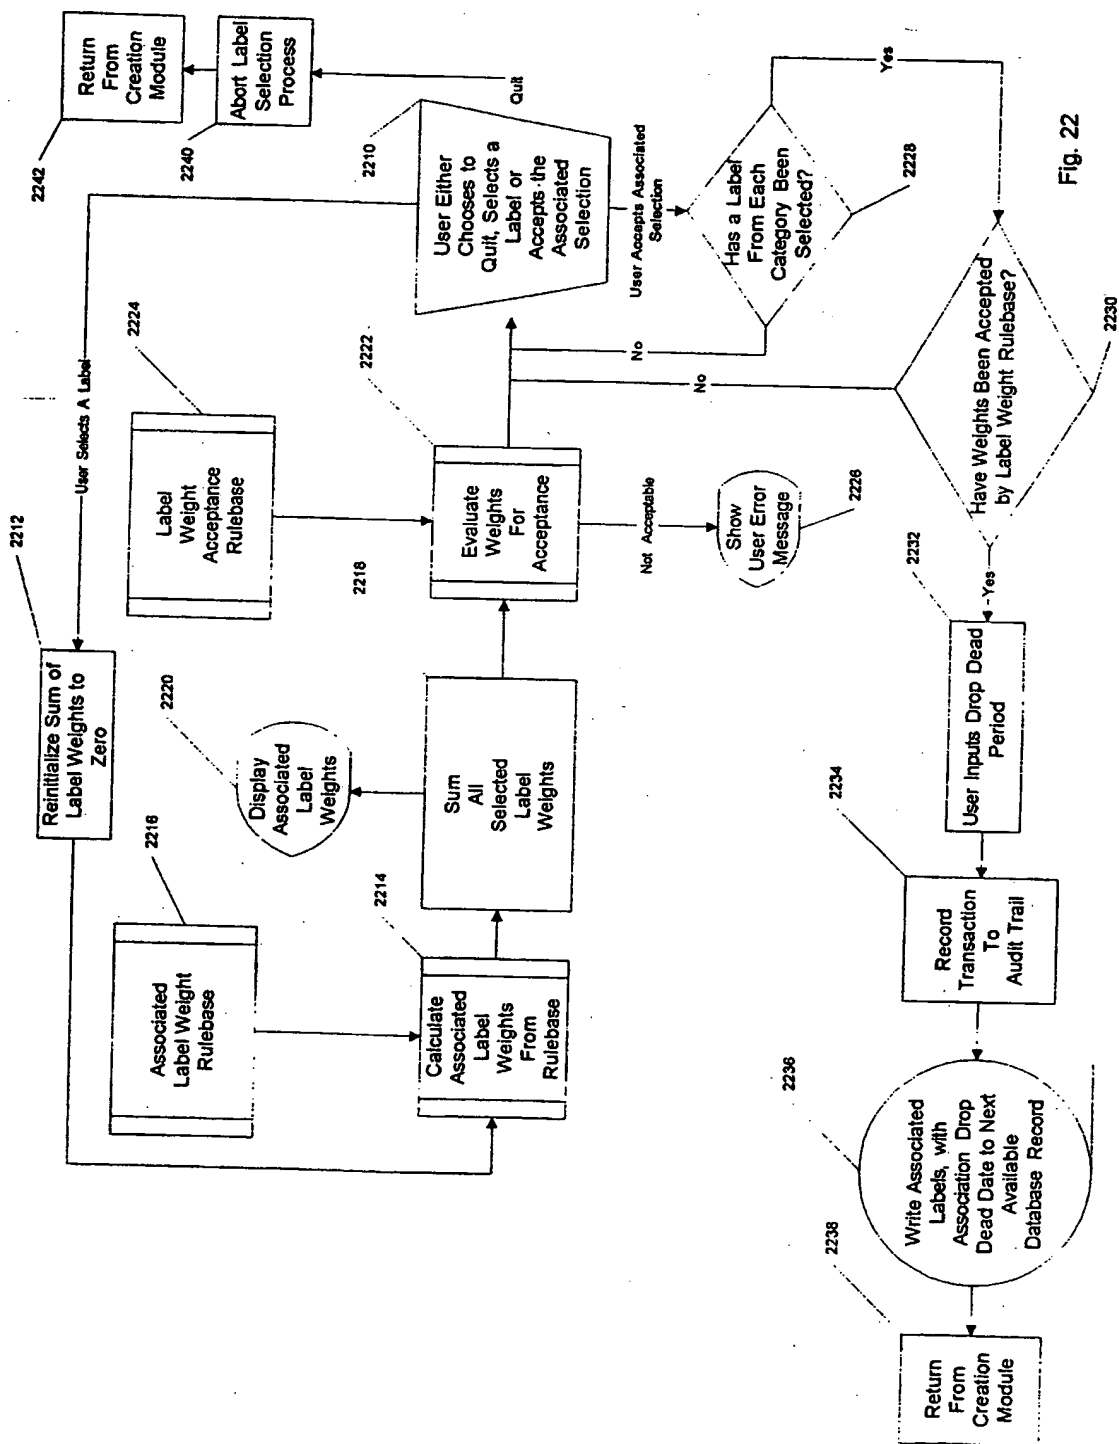 2242
Return
From
Creation
Module
2240
Abort Label
Selection
Process
Quit
2210
User Either
Chooses to
Quit, Selects a
Label or
Accepts the
Associated
Selection
User Selects A Label
2212
Reinitialize Sum of
Label Weights to
Zero
2216
Associated
Label Weight
Rulebase
2214
Calculate
Associated
Label
Weights
From
Rulebase
2220
Display
Associated
Label
Weights
Sum
All
Selected
Label
Weights
2224
Label
Weight
Acceptance
Rulebase
2218
2222
Evaluate
Weights
For
Acceptance
Not Acceptable
Show
User Error
Message
2226
User Accepts Associated
Selection
Has a Label
From Each
Category Been
Selected?
2228
No
No
Yes
Have Weights Been Accepted
by Label Weight Rulebase?
2230
Yes
2232
User Inputs Drop Dead
Period
2234
Record
Transaction
To
Audit Trail
2236
Write Associated
Labels, with
Association Drop
Dead Date to Next
Available
Database Record
2238
Return
From
Creation
Module
Fig. 22